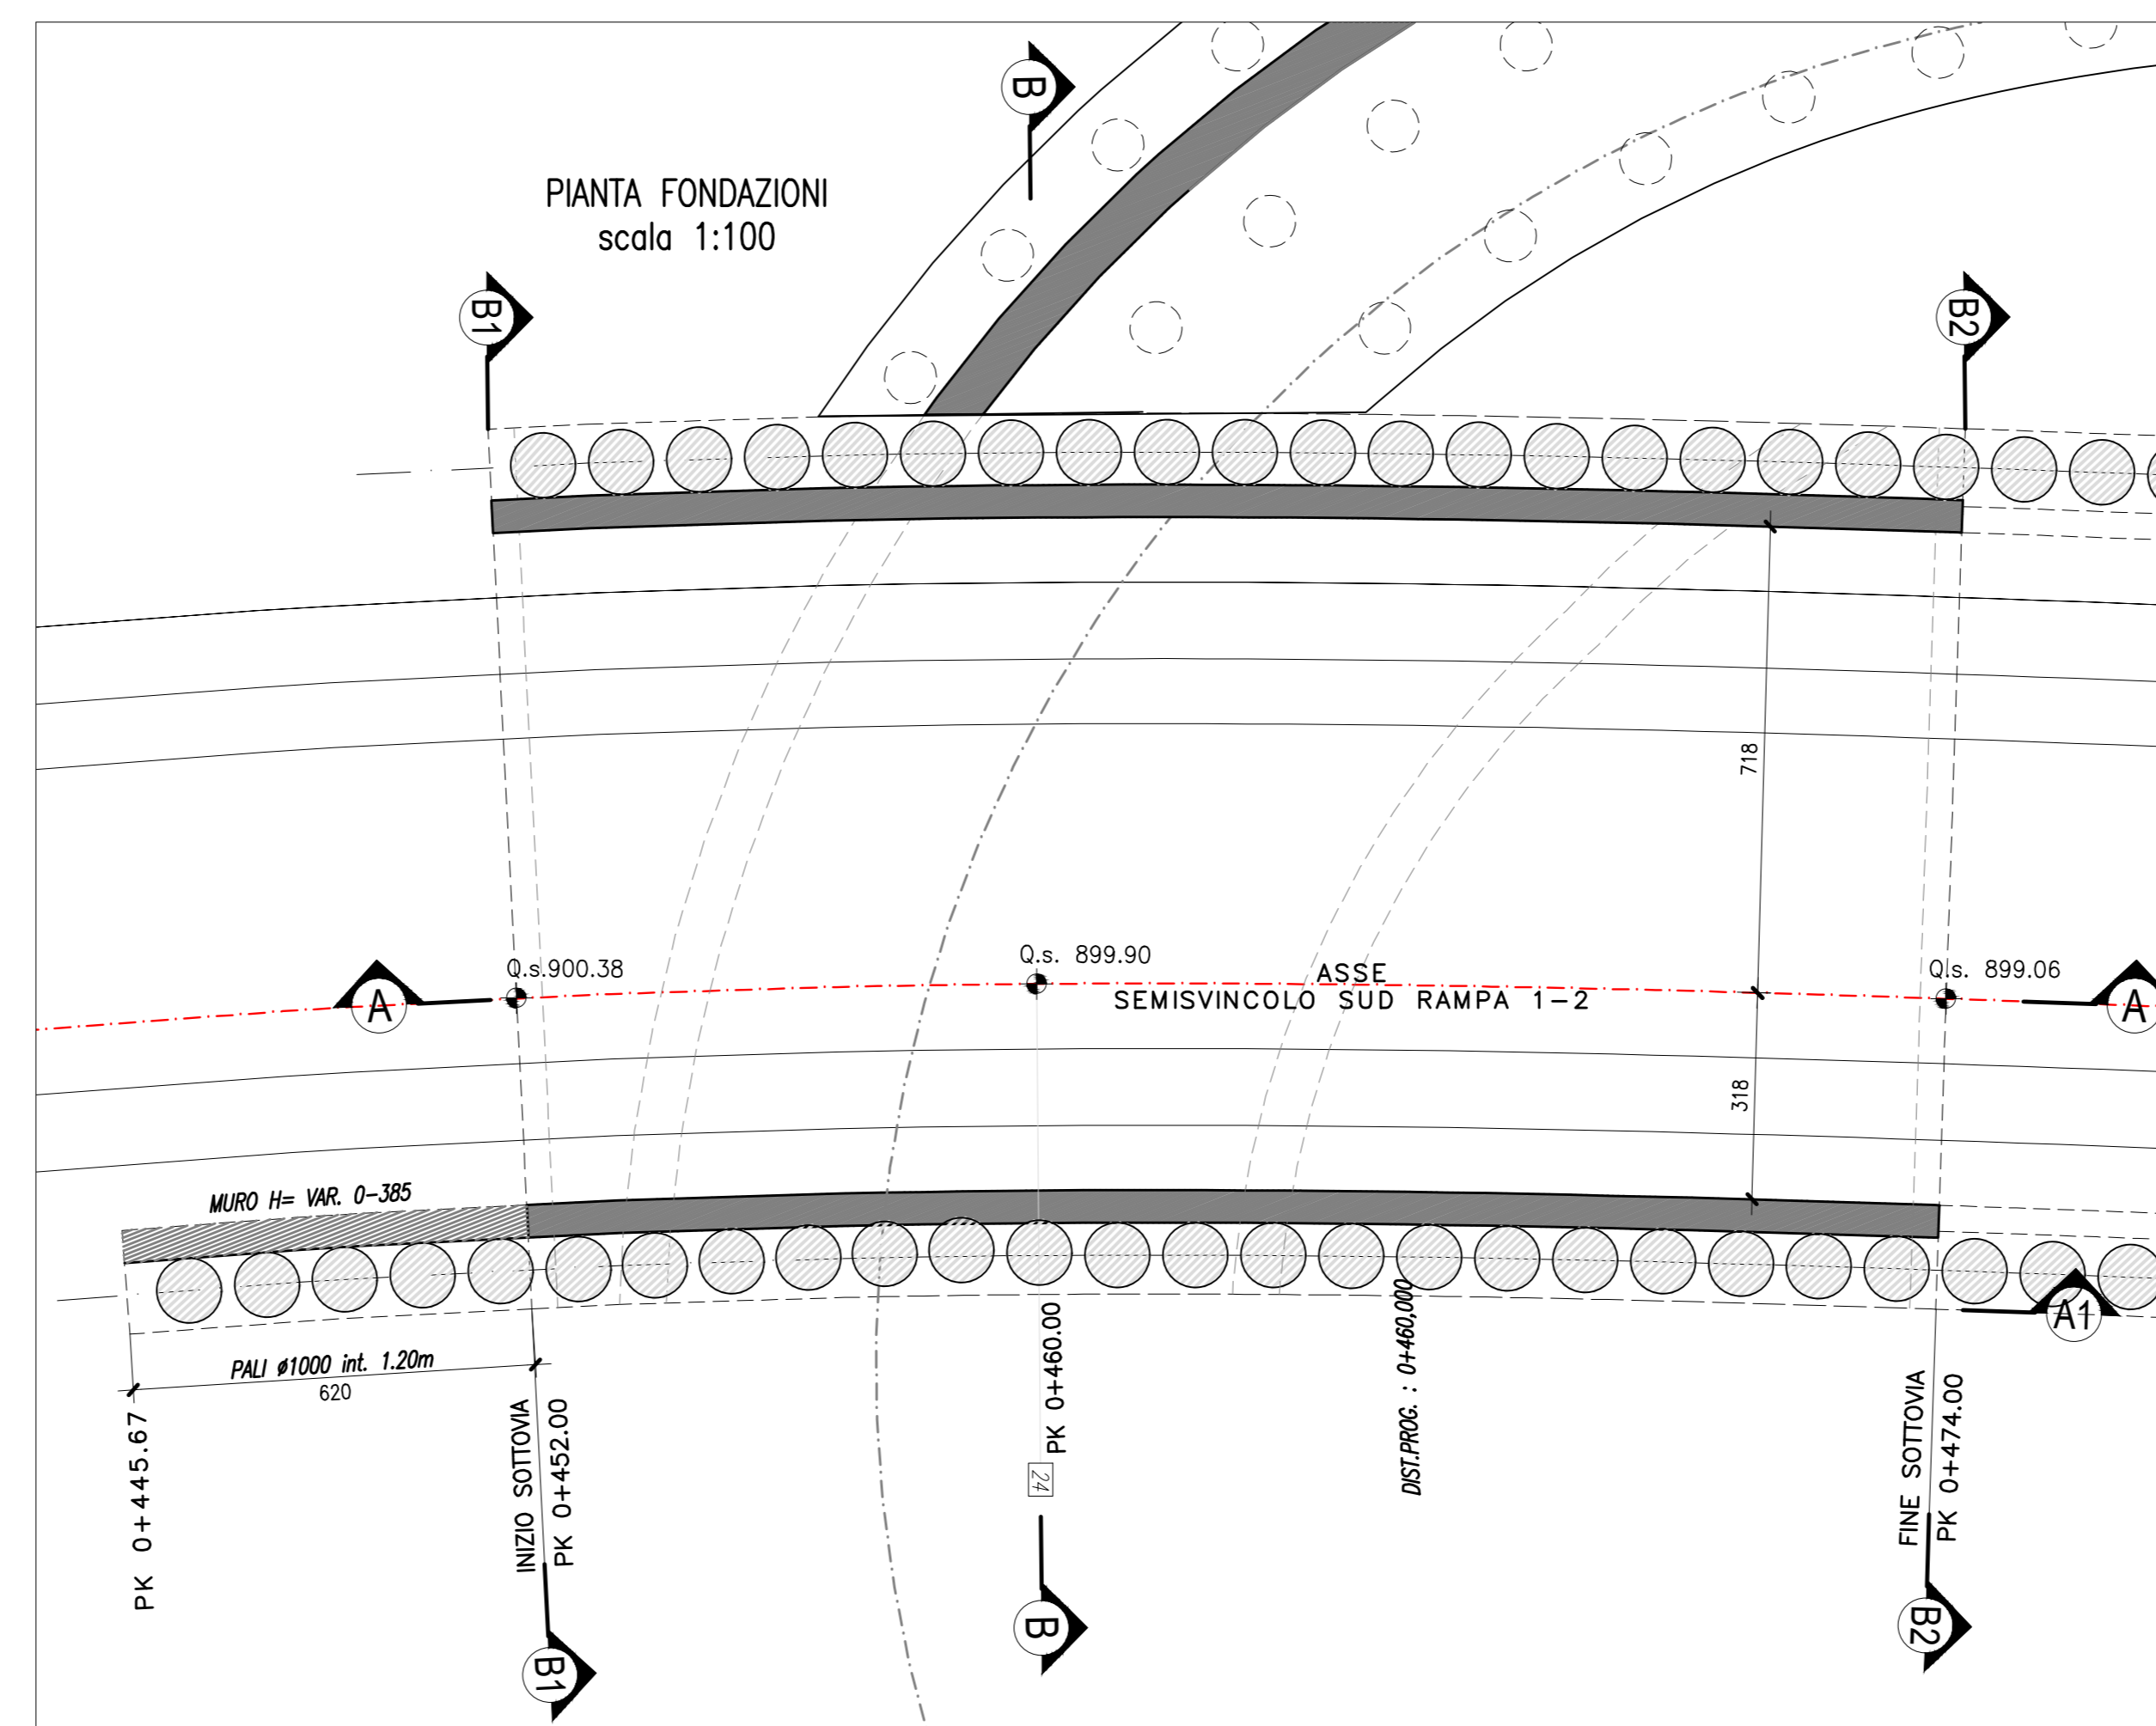 B
PIANTA FONDAZIONI
scala 1:100
B1
B2
718
Q.s.900.38
Q.s. 899.90
Q.s. 899.06
ASSE
SEMISVINCOLO SUD RAMPA 1-2
A
A
318
MURO H= VAR. 0-385
PALI ø1000 int. 1.20m
620
A1
PK 0+445.67
INIZIO SOTTOVIA
PK 0+452.00
PK 0+460.00
24
DIST.PROG. : 0+460,000
FINE SOTTOVIA
PK 0+474.00
B1
B
B2